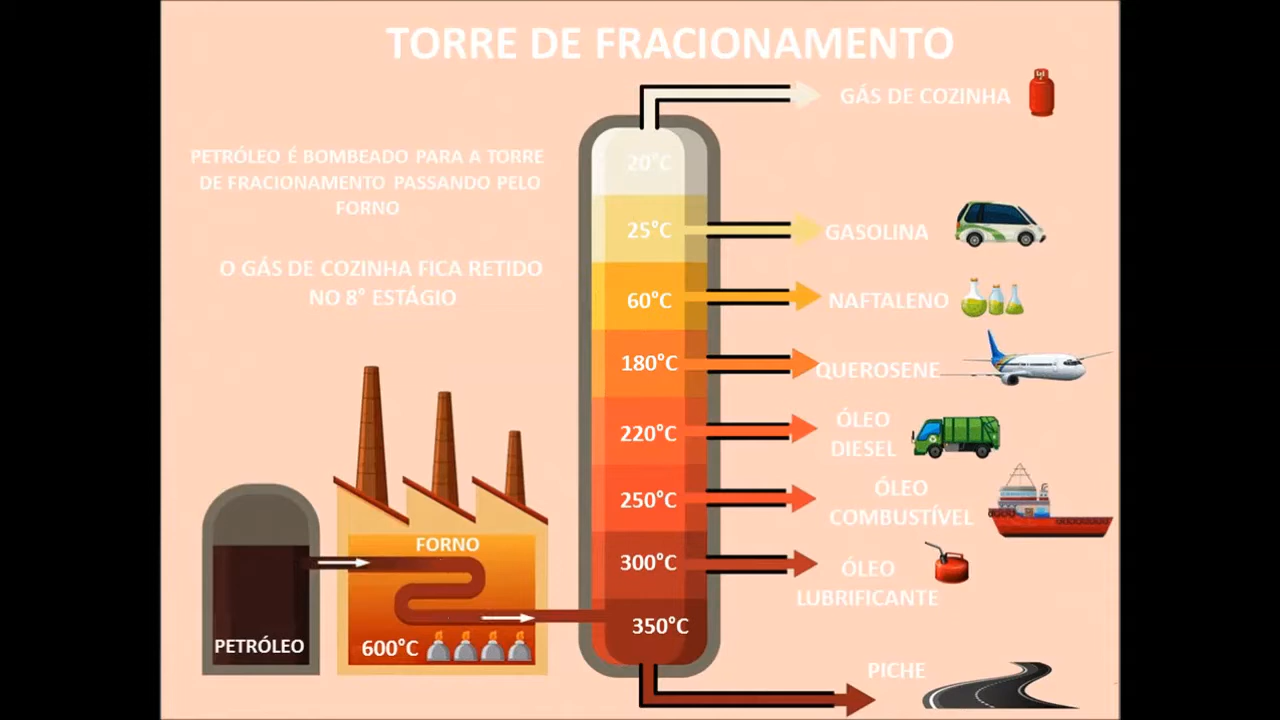 TORRE DE FRACIONAMENTO
GÁS DE COZINHA
PETRÓLEO É BOMBEADO PARA A TORRE
DE FRACIONAMENTO PASSANDO PELO
FORNO
O GÁS DE COZINHA FICA RETIDO
NO 8° ESTÁGIO
20°C
25°C
GASOLINA
60°C
NAFTALENO
180°C
QUEROSENE
220°C
ÓLEO
DIESEL
250°C
ÓLEO
COMBUSTÍVEL
300°C
ÓLEO
LUBRIFICANTE
350°C
PICHE
FORNO
600°C
PETRÓLEO